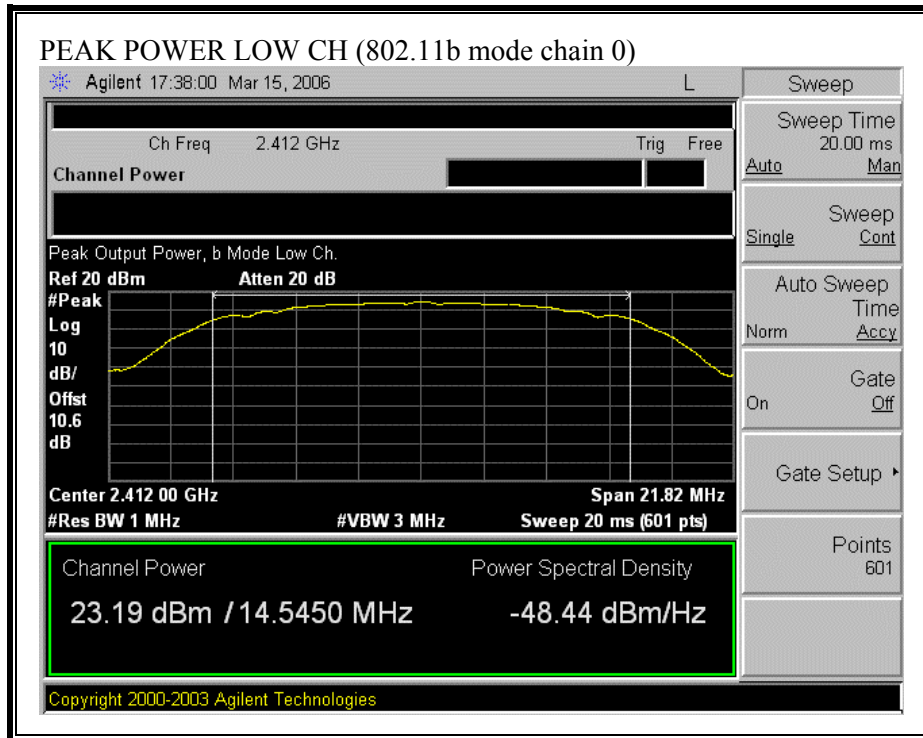 PEAK POWER LOW CH (802.11b mode chain 0)
Agilent 17:38:00 Mar 15, 2006 L
Sweep
Ch Freq 2.412 GHz Trig Free
Channel Power
Sweep Time
20.00 ms
Auto Man
Sweep
Single Cont
Peak Output Power, b Mode Low Ch.
Ref 20 dBm Atten 20 dB
#Peak
Log
10
dB/
Offst
10.6
dB
Auto Sweep
Time
Norm Accy
Gate
On Off
Gate Setup
Center 2.412 00 GHz Span 21.82 MHz
#Res BW 1 MHz #VBW 3 MHz Sweep 20 ms (601 pts)
Points
601
Channel Power Power Spectral Density
23.19 dBm / 14.5450 MHz -48.44 dBm/Hz
Copyright 2000-2003 Agilent Technologies